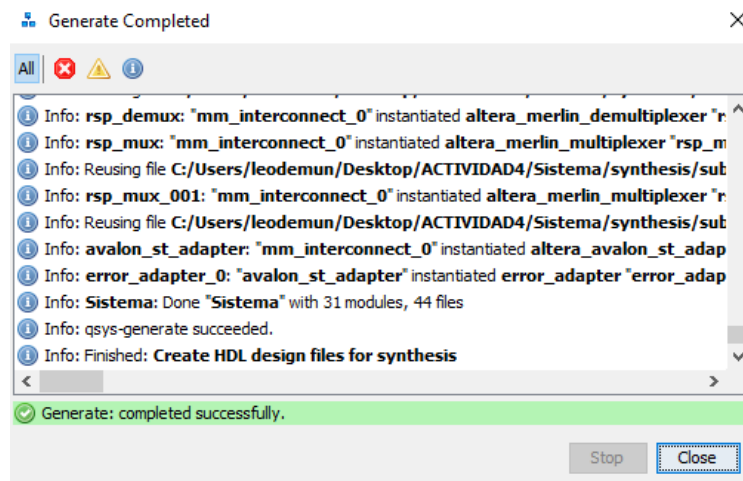 Generate Completed
All
Info: rsp_demux: "mm_interconnect_0" instantiated altera_merlin_demultiplexer "r
Info: rsp_mux: "mm_interconnect_0" instantiated altera_merlin_multiplexer "rsp_m
Info: Reusing file C:/Users/leodemun/Desktop/ACTIVIDAD4/Sistema/synthesis/sub
Info: rsp_mux_001: "mm_interconnect_0" instantiated altera_merlin_multiplexer "r
Info: Reusing file C:/Users/leodemun/Desktop/ACTIVIDAD4/Sistema/synthesis/sub
Info: avalon_st_adapter: "mm_interconnect_0" instantiated altera_avalon_st_adap
Info: error_adapter_0: "avalon_st_adapter" instantiated error_adapter "error_adap
Info: Sistema: Done "Sistema" with 31 modules, 44 files
Info: qsys-generate succeeded.
Info: Finished: Create HDL design files for synthesis
Generate: completed successfully.
Stop Close